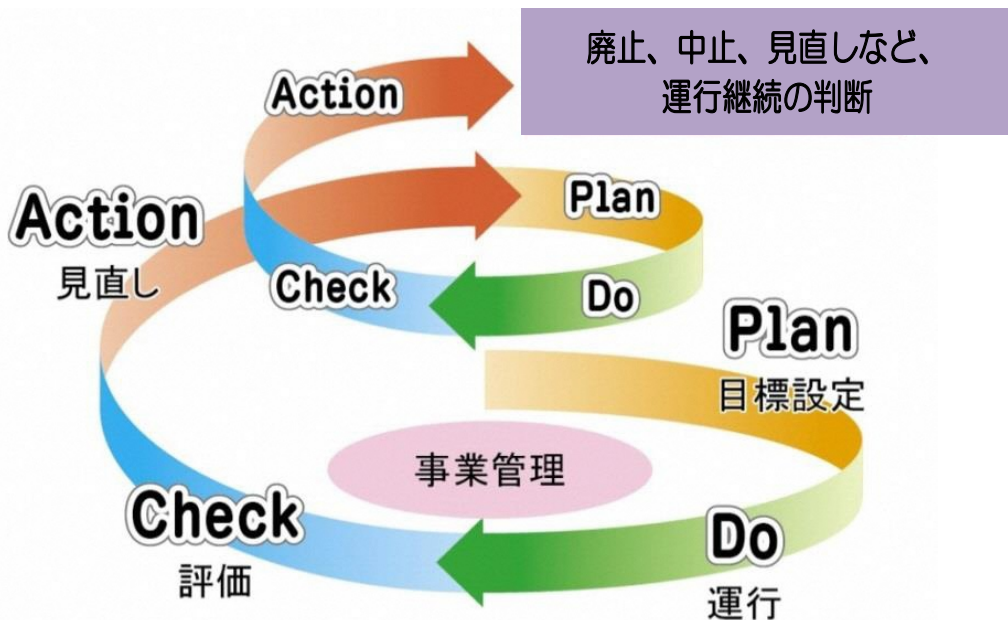 廃止、中止、見直しなど、
運行継続の判断
Action
Plan
Action
見直し
Check
Do
Plan
目標設定
事業管理
Check
評価
Do
運行